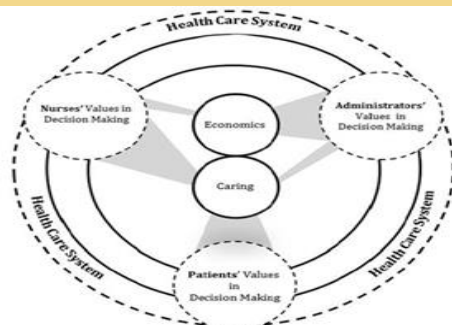 Health Care System
Nurses' Values in
Decision Making
Economics
Administrators'
Values in
Decision Making
Caring
Health Care System
Health Care System
Patients' Values
in
Decision Making